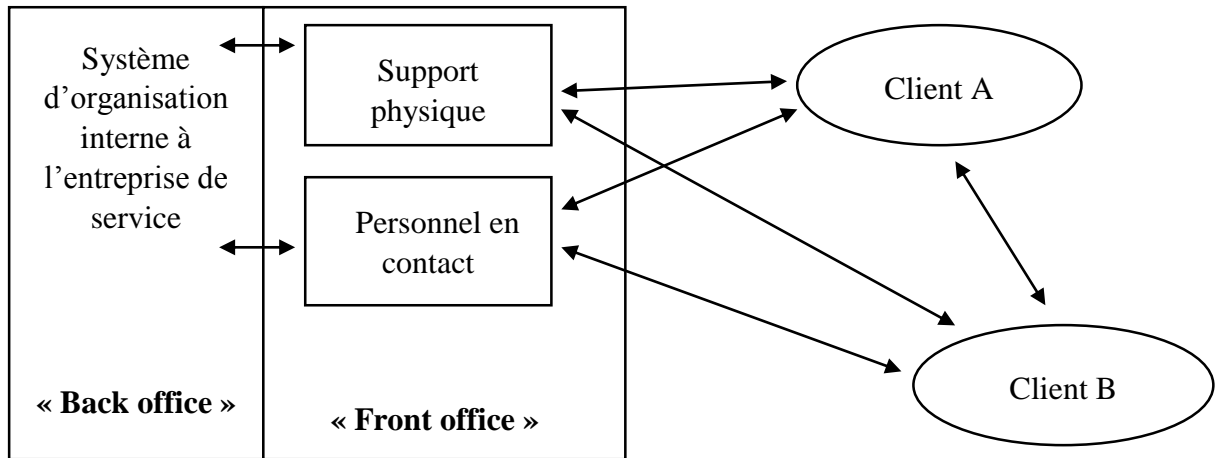 Système
d’organisation
interne à
l’entreprise de
service
« Back office »
Support
physique
Personnel en
contact
« Front office »
Client A
Client B